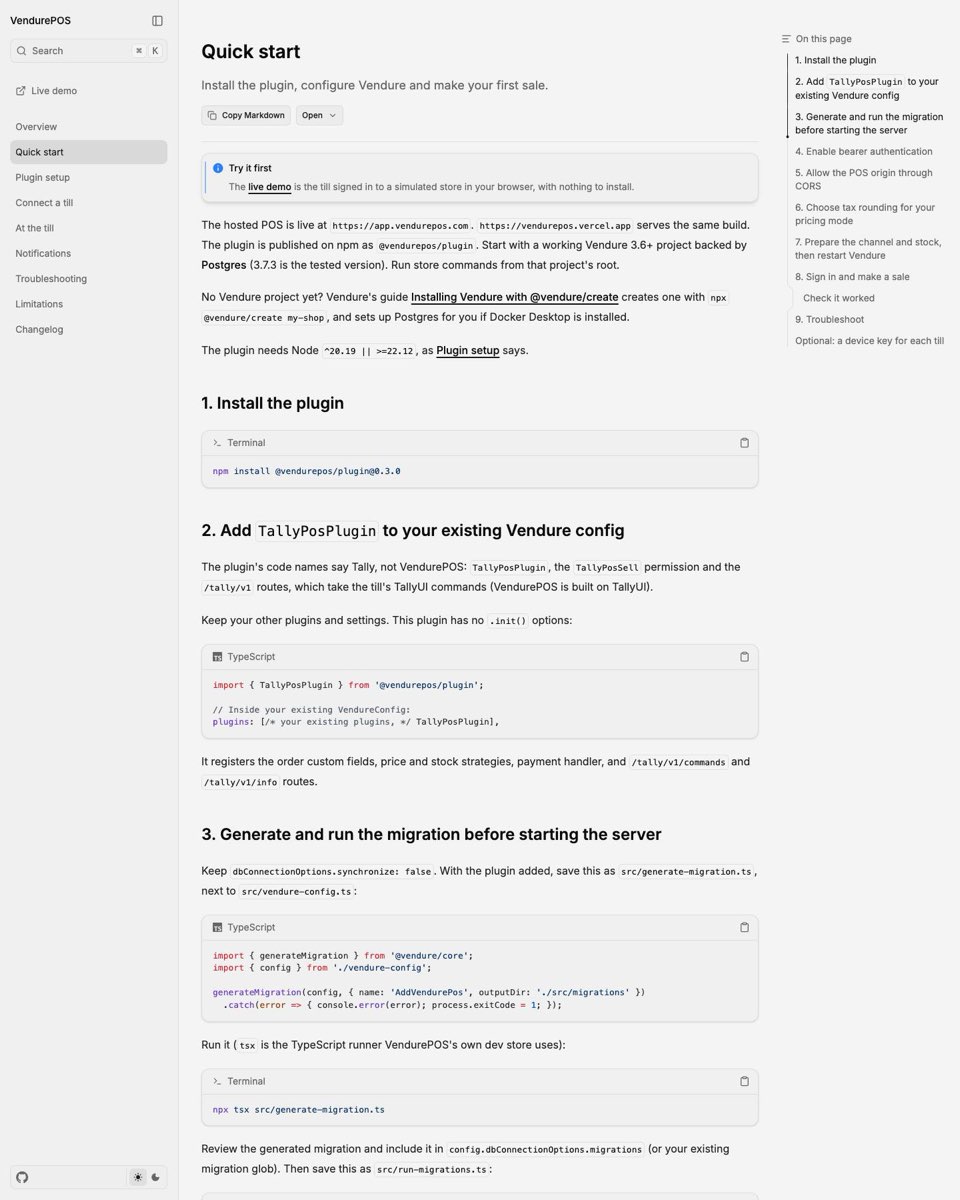 VendurePOS
Search
⌘ K
Live demo
Overview
Quick start
Plugin setup
Connect a till
At the till
Notifications
Troubleshooting
Limitations
Changelog
Quick start
Install the plugin, configure Vendure and make your first sale.
Copy Markdown
Open
Try it first
The live demo is the till signed in to a simulated store in your browser, with nothing to install.
The hosted POS is live at https://app.vendurepos.com. https://vendurepos.vercel.app serves the same build.
The plugin is published on npm as @vendurepos/plugin. Start with a working Vendure 3.6+ project backed by
Postgres (3.7.3 is the tested version). Run store commands from that project's root.
No Vendure project yet? Vendure's guide Installing Vendure with @vendure/create creates one with npx
@vendure/create my-shop, and sets up Postgres for you if Docker Desktop is installed.
The plugin needs Node ^20.19 || >=22.12, as Plugin setup says.
1. Install the plugin
Terminal
npm install @vendurepos/plugin@0.3.0
2. Add TallyPosPlugin to your existing Vendure config
The plugin's code names say Tally, not VendurePOS: TallyPosPlugin, the TallyPosSell permission and the
/tally/v1 routes, which take the till's TallyUI commands (VendurePOS is built on TallyUI).
Keep your other plugins and settings. This plugin has no .init() options:
TypeScript
import { TallyPosPlugin } from '@vendurepos/plugin';
// Inside your existing VendureConfig:
plugins: [/* your existing plugins, */ TallyPosPlugin],
It registers the order custom fields, price and stock strategies, payment handler, and /tally/v1/commands and
/tally/v1/info routes.
3. Generate and run the migration before starting the server
Keep dbConnectionOptions.synchronize: false. With the plugin added, save this as src/generate-migration.ts,
next to src/vendure-config.ts:
TypeScript
import { generateMigration } from '@vendure/core';
import { config } from './vendure-config';
generateMigration(config, { name: 'AddVendurePos', outputDir: './src/migrations' })
.catch(error => { console.error(error); process.exitCode = 1; });
Run it (tsx is the TypeScript runner VendurePOS's own dev store uses):
Terminal
npx tsx src/generate-migration.ts
Review the generated migration and include it in config.dbConnectionOptions.migrations (or your existing
migration glob). Then save this as src/run-migrations.ts:
On this page
1. Install the plugin
2. Add TallyPosPlugin to your
existing Vendure config
3. Generate and run the migration
before starting the server
4. Enable bearer authentication
5. Allow the POS origin through
CORS
6. Choose tax rounding for your
pricing mode
7. Prepare the channel and stock,
then restart Vendure
8. Sign in and make a sale
Check it worked
9. Troubleshoot
Optional: a device key for each till